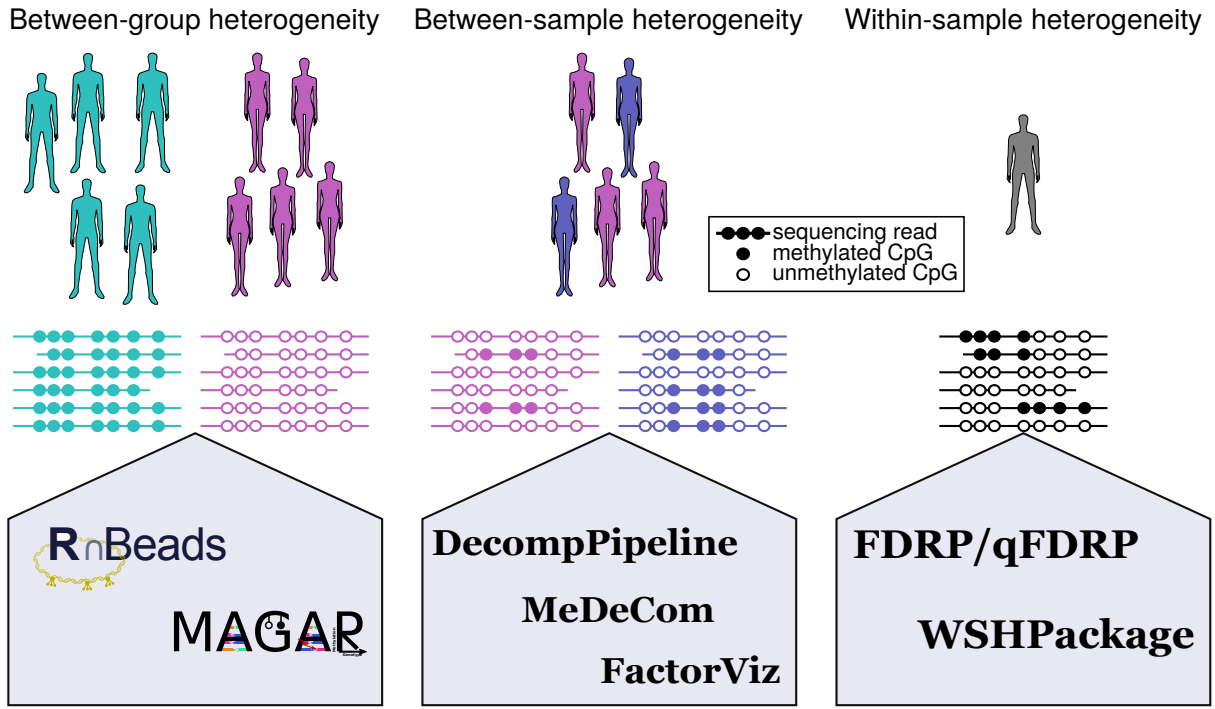 Between-group heterogeneity
Between-sample heterogeneity
Within-sample heterogeneity
sequencing read
methylated CpG
unmethylated CpG
RnBeads
MAGAR
DecompPipeline
MeDeCom
FactorViz
FDRP/qFDRP
WSHPackage